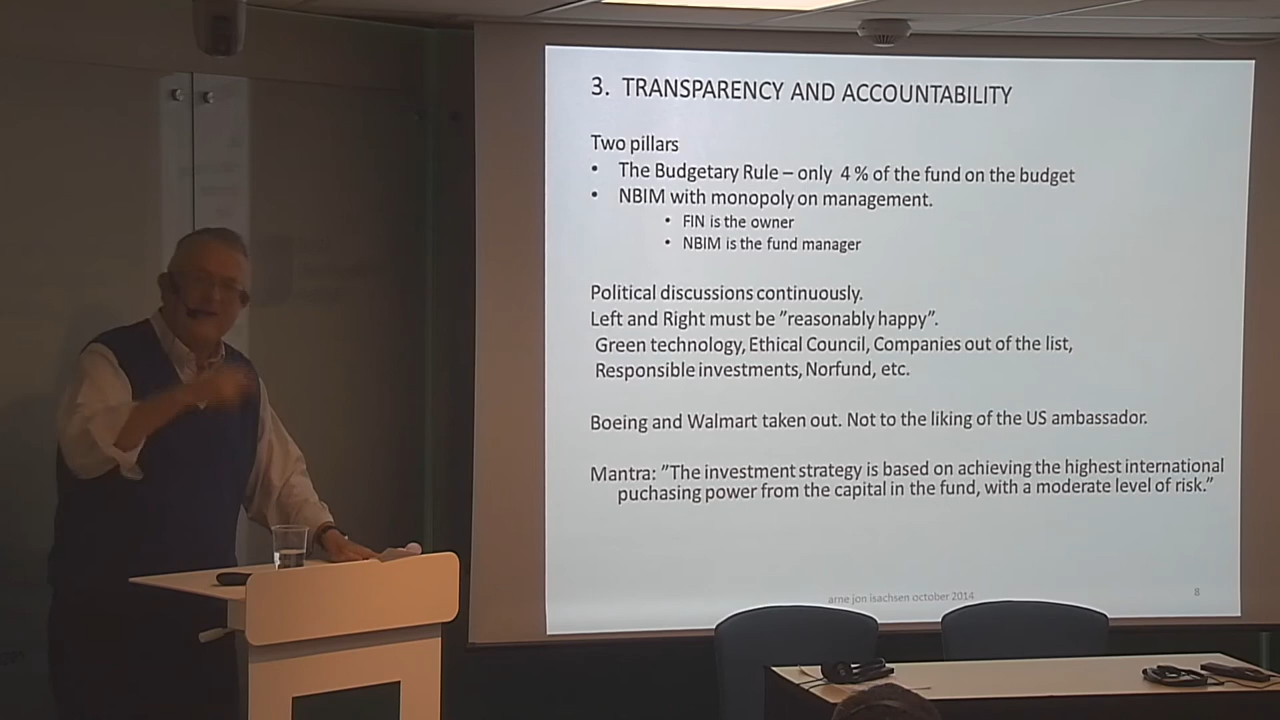 3. TRANSPARENCY AND ACCOUNTABILITY
Two pillars
• The Budgetary Rule – only 4 % of the fund on the budget
• NBIM with monopoly on management.
• FIN is the owner
• NBIM is the fund manager
Political discussions continuously.
Left and Right must be ”reasonably happy”.
Green technology, Ethical Council, Companies out of the list,
Responsible investments, Norfund, etc.
Boeing and Walmart taken out. Not to the liking of the US ambassador.
Mantra: ”The investment strategy is based on achieving the highest international
puchasing power from the capital in the fund, with a moderate level of risk.”
arne jon isachsen october 2014
8